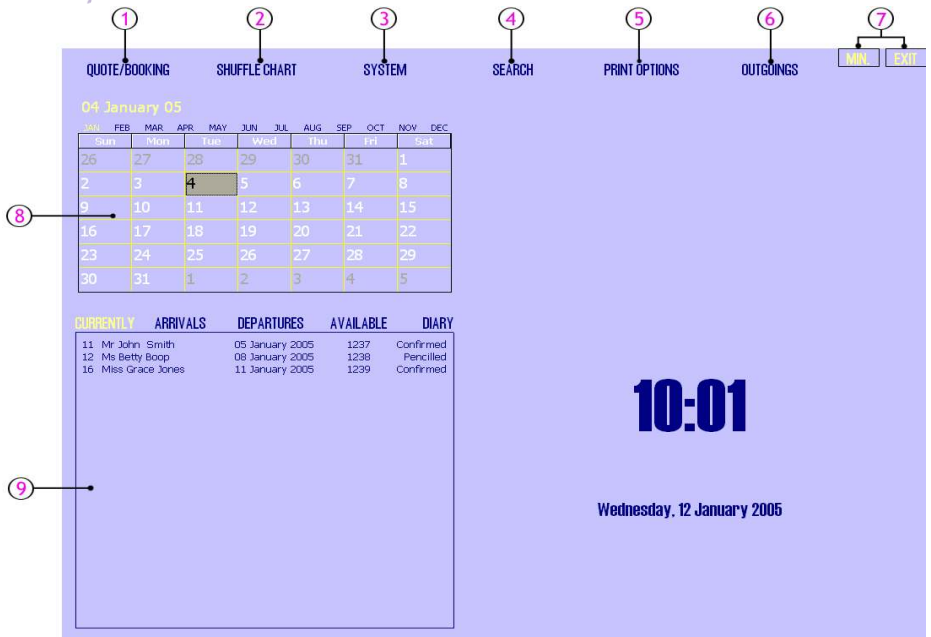 1 2 3 4 5 6 7
QUOTE/BOOKING SHUFFLE CHART SYSTEM SEARCH PRINT OPTIONS OUTGOINGS MIN. EXIT
04 January 05
JAN FEB MAR APR MAY JUN JUL AUG SEP OCT NOV DEC
Sun Mon Tue Wed Thu Fri Sat
26 27 28 29 30 31 1
2 3 4 5 6 7 8
9 10 11 12 13 14 15
8
16 17 18 19 20 21 22
23 24 25 26 27 28 29
30 31 1 2 3 4 5
CURRENTLY ARRIVALS DEPARTURES AVAILABLE DIARY
11 Mr John Smith 05 January 2005 1237 Confirmed
12 Ms Betty Boop 08 January 2005 1238 Pencilled
16 Miss Grace Jones 11 January 2005 1239 Confirmed
10:01
9
Wednesday, 12 January 2005